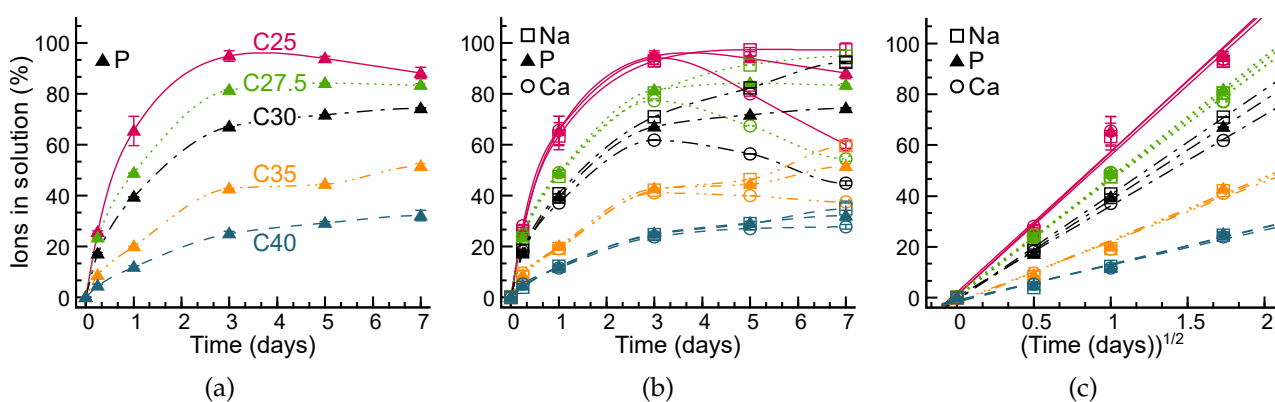 Ions in solution (%)
100
80
60
40
20
0
P
C25
C27.5
C30
C35
C40
0 1 2 3 4 5 6 7
Time (days)
(a)
100
80
60
40
20
0
Na
P
Ca
0 1 2 3 4 5 6 7
Time (days)
(b)
100
80
60
40
20
0
Na
P
Ca
0 0.5 1 1.5 2
(Time (days))1/2
(c)